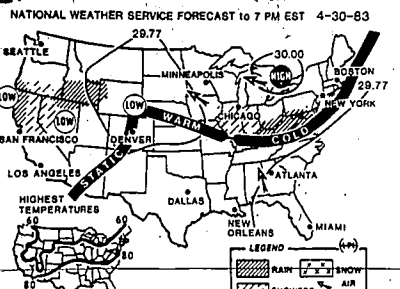 NATIONAL WEATHER SERVICE FORECAST to 7 PM EST 4-30-83
29.77
SEATTLE
30.00
MINNEAPOLIS
HIGH
BOSTON
29.77
LOW
LOW
LOW
WARM
CHICAGO
NEW YORK
COLD
SAN FRANCISCO
DENVER
STATIC
LOS ANGELES
ATLANTA
DALLAS
HIGHEST
TEMPERATURES
NEW
ORLEANS
MIAMI
60
60
80
80
LEGEND
RAIN
SNOW
SHOWERS
AIR